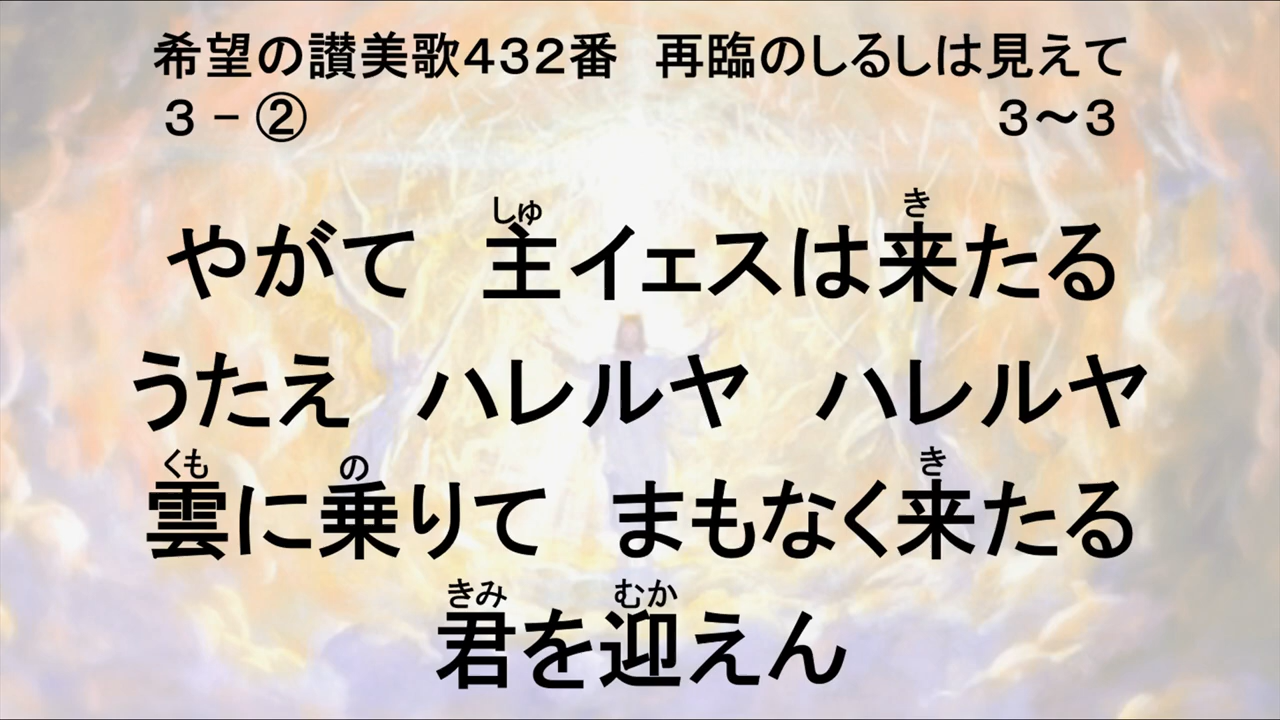 希望の讃美歌４３２番　再臨のしるしは見えて
３－②　３～３
しゅ　き
やがて　主イェスは来たる
うたえ　ハレルヤ　ハレルヤ
くも　の　き
雲に乗りて　まもなく来たる
きみ　むか
君を迎えん